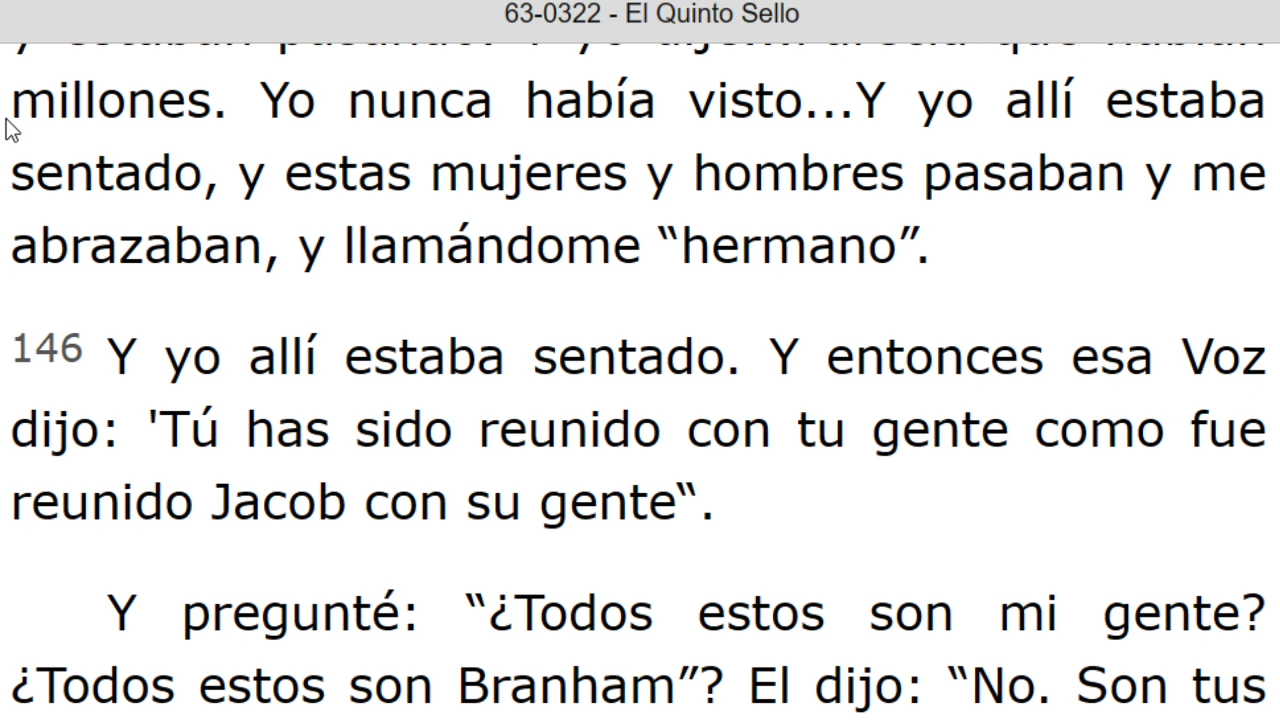 63-0322 - El Quinto Sello
millones. Yo nunca había visto...Y yo allí estaba
sentado, y estas mujeres y hombres pasaban y me
abrazaban, y llamándome “hermano”.
146 Y yo allí estaba sentado. Y entonces esa Voz
dijo: 'Tú has sido reunido con tu gente como fue
reunido Jacob con su gente“.
Y pregunté: “¿Todos estos son mi gente?
¿Todos estos son Branham”? El dijo: “No. Son tus